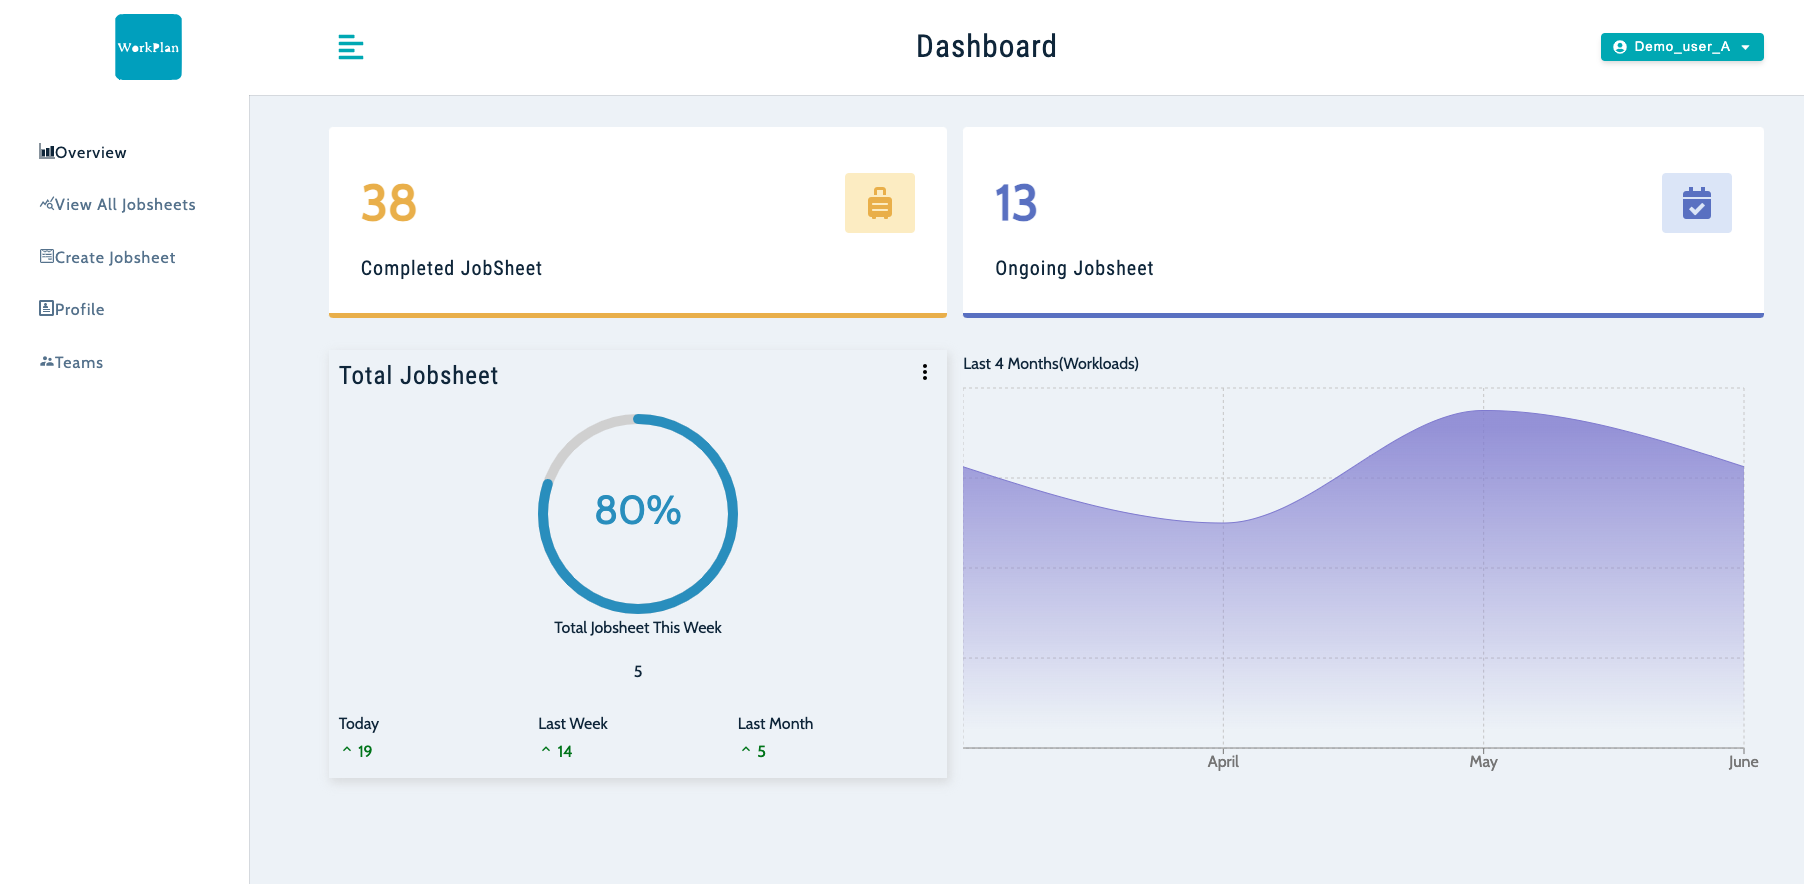 WorkPlan
Dashboard
Demo_user_A
Overview
View All Jobsheets
Create Jobsheet
Profile
Teams
38
Completed JobSheet
13
Ongoing Jobsheet
Total Jobsheet
80%
Total Jobsheet This Week
5
Today
19
Last Week
14
Last Month
5
Last 4 Months(Workloads)
April
May
June